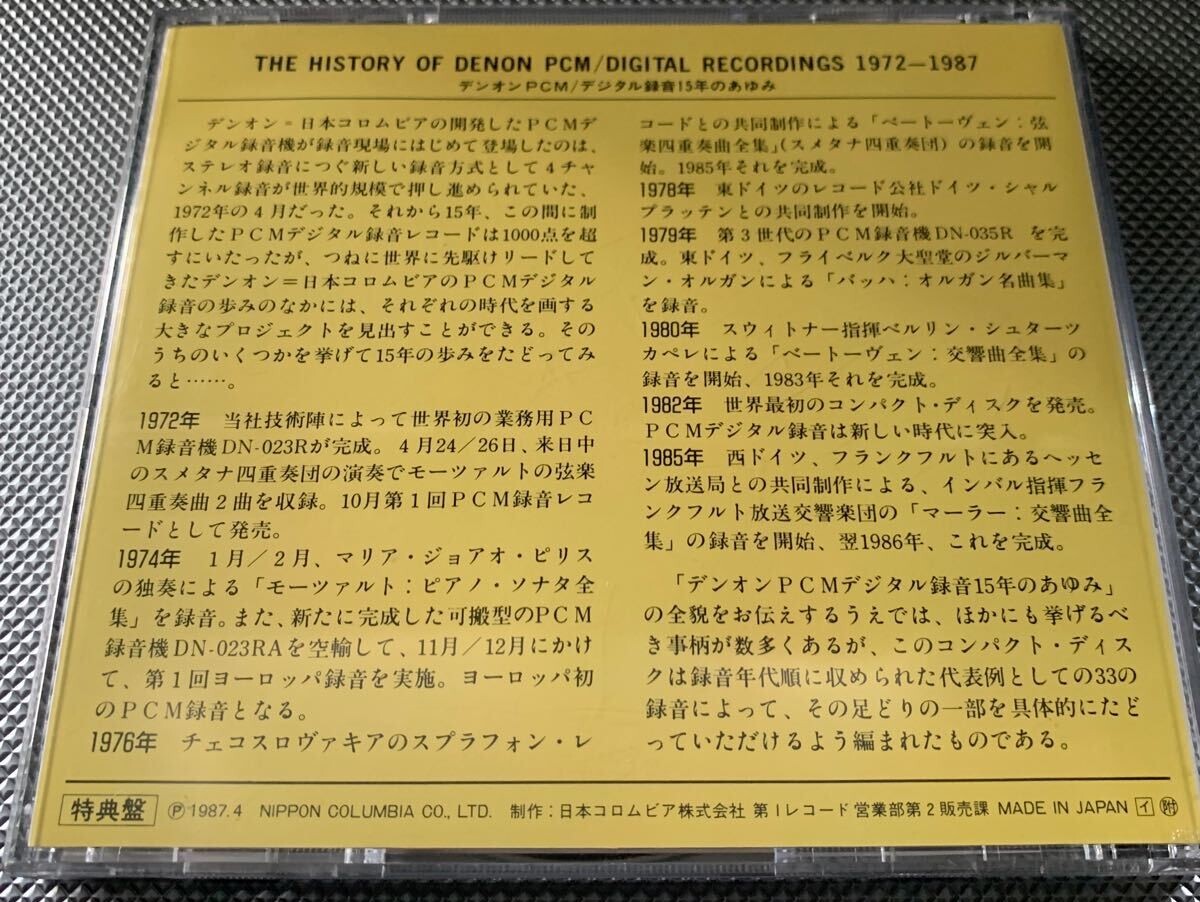 THE HISTORY OF DENON PCM/DIGITAL RECORDINGS 1972—1987
デンオンPCM/デジタル録音15年のあゆみ
デンオン=日本コロムビアの開発したPCMデ
ジタル録音機が録音現場にはじめて登場したのは、
ステレオ録音につぐ新しい録音方式として4チャ
ンネル録音が世界的規模で押し進められていた、
1972年の4月だった。それから15年、この間に制
作したPCMデジタル録音レコードは1000点を超
すにいたったが、つねに世界に先駆けリードして
きたデンオン=日本コロムビアのPCMデジタル
録音の歩みのなかには、それぞれの時代を画する
大きなプロジェクトを見出すことができる。その
うちのいくつかを挙げて15年の歩みをたどってみ
ると……。
1972年 当社技術陣によって世界初の業務用PC
M録音機DN-023Rが完成。4月24/26日、来日中
のスメタナ四重奏団の演奏でモーツァルトの弦楽
四重奏曲2曲を収録。10月第1回PCM録音レコ
ードとして発売。
1974年 1月/2月、マリア・ジョアオ・ピリス
の独奏による「モーツァルト:ピアノ・ソナタ全
集」を録音。また、新たに完成した可搬型のPCM
録音機DN-023RAを空輸して、11月/12月にかけ
て、第1回ヨーロッパ録音を実施。ヨーロッパ初
のPCM録音となる。
1976年 チェコスロヴァキアのスプラフォン・レ
コードとの共同制作による「ベートーヴェン:弦
楽四重奏曲全集」(スメタナ四重奏団)の録音を開
始。1985年それを完成。
1978年 東ドイツのレコード公社ドイツ・シャル
プラッテンとの共同制作を開始。
1979年 第3世代のPCM録音機DN-035R を完
成。東ドイツ、フライベルク大聖堂のジルバーマ
ン・オルガンによる「バッハ:オルガン名曲集」
を録音。
1980年 スウィトナー指揮ベルリン・シュターツ
カペレによる「ベートーヴェン:交響曲全集」の
録音を開始、1983年それを完成。
1982年 世界最初のコンパクト・ディスクを発売。
PCMデジタル録音は新しい時代に突入。
1985年 西ドイツ、フランクフルトにあるヘッセ
ン放送局との共同制作による、インバル指揮フラ
ンクフルト放送交響楽団の「マーラー:交響曲全
集」の録音を開始、翌1986年、これを完成。
「デンオンPCMデジタル録音15年のあゆみ」
の全貌をお伝えするうえでは、ほかにも挙げるべ
き事柄が数多くあるが、このコンパクト・ディス
クは録音年代順に収められた代表例としての33の
録音によって、その足どりの一部を具体的にたど
っていただけるよう編まれたものである。
特典盤 Ⓟ1987.4 NIPPON COLUMBIA CO., LTD. 制作:日本コロムビア株式会社 第1レコード営業部第2販売課 MADE IN JAPAN イ 附